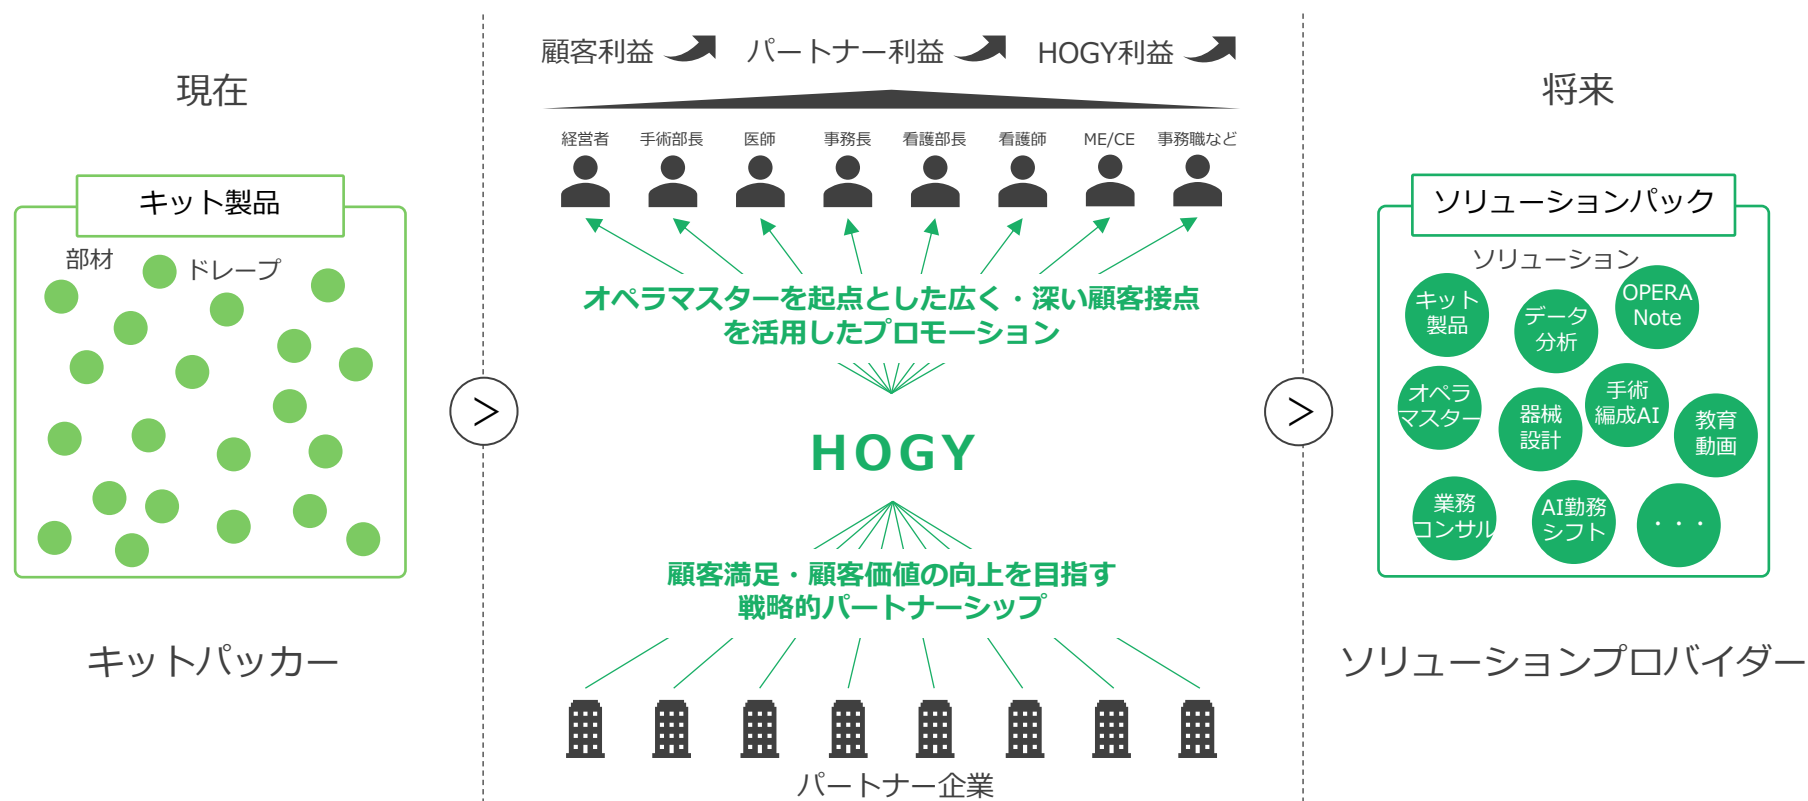 現在
キット製品
部材
ドレープ
キットパッカー
>
顧客利益
パートナー利益
HOGY利益
経営者
手術部長
医師
事務長
看護部長
看護師
ME/CE
事務職など
オペラマスターを起点とした広く・深い顧客接点
を活用したプロモーション
HOGY
顧客満足・顧客価値の向上を目指す
戦略的パートナーシップ
パートナー企業
>
将来
ソリューションパック
ソリューション
キット
製品
データ
分析
OPERA
Note
オペラ
マスター
器械
設計
手術
編成AI
教育
動画
業務
コンサル
AI勤務
シフト
・・・
ソリューションプロバイダー